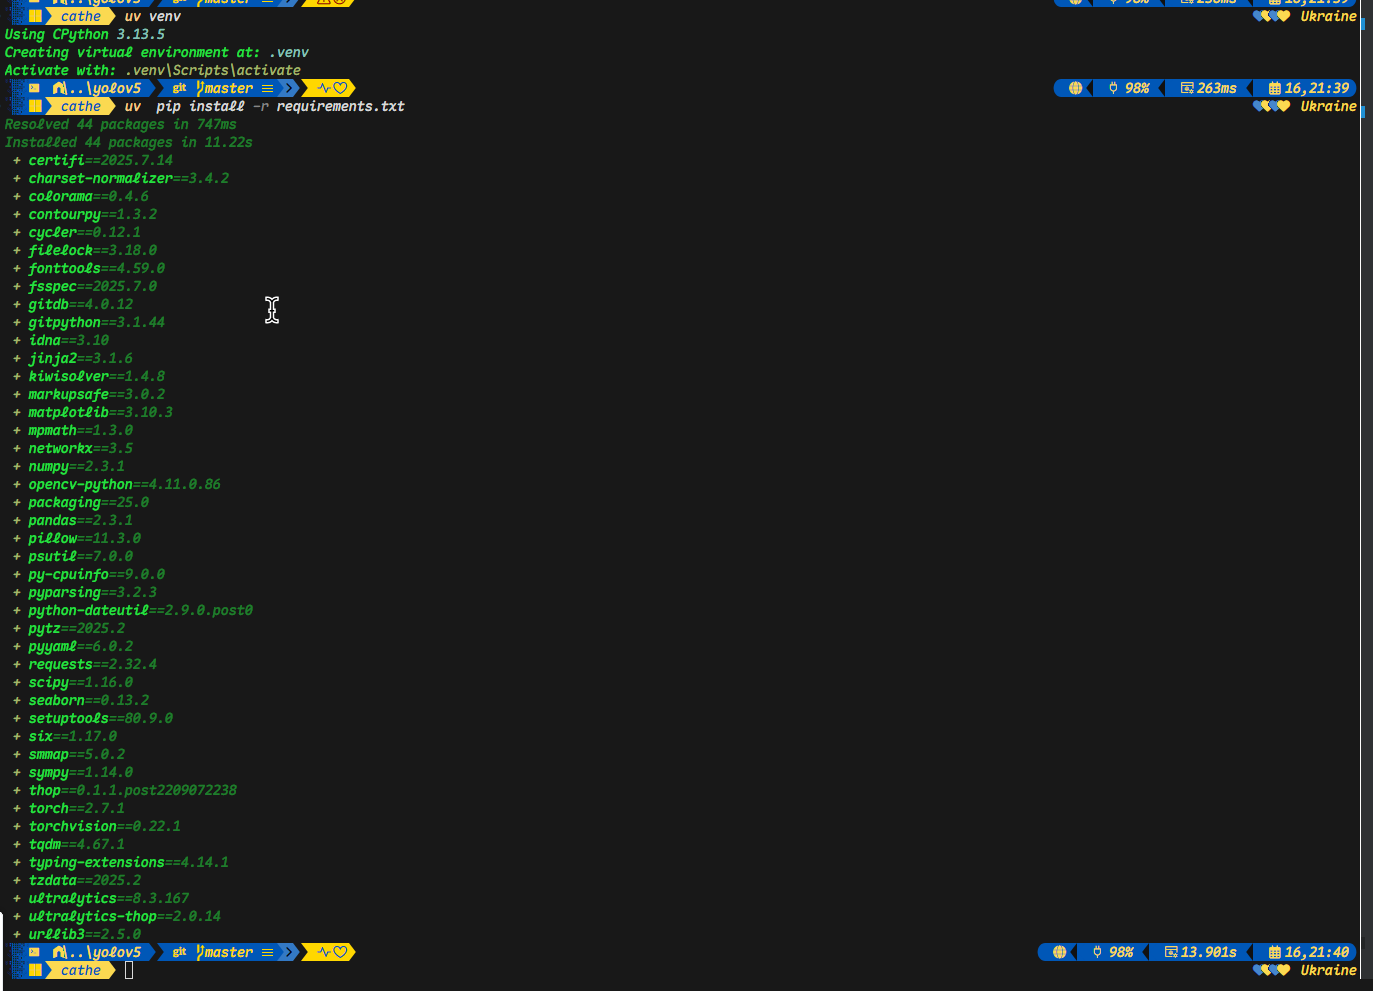 cathe uv venv Ukraine
Using CPython 3.13.5
Creating virtual environment at: .venv
Activate with: .venv\Scripts\activate
\..\yolov5 git master 98% 263ms 16,21:39
cathe uv pip install -r requirements.txt Ukraine
Resolved 44 packages in 747ms
Installed 44 packages in 11.22s
+ certifi==2025.7.14
+ charset-normalizer==3.4.2
+ colorama==0.4.6
+ contourpy==1.3.2
+ cycler==0.12.1
+ filelock==3.18.0
+ fonttools==4.59.0
+ fsspec==2025.7.0
+ gitdb==4.0.12
+ gitpython==3.1.44
+ idna==3.10
+ jinja2==3.1.6
+ kiwisolver==1.4.8
+ markupsafe==3.0.2
+ matplotlib==3.10.3
+ mpmath==1.3.0
+ networkx==3.5
+ numpy==2.3.1
+ opencv-python==4.11.0.86
+ packaging==25.0
+ pandas==2.3.1
+ pillow==11.3.0
+ psutil==7.0.0
+ py-cpuinfo==9.0.0
+ pyparsing==3.2.3
+ python-dateutil==2.9.0.post0
+ pytz==2025.2
+ pyyaml==6.0.2
+ requests==2.32.4
+ scipy==1.16.0
+ seaborn==0.13.2
+ setuptools==80.9.0
+ six==1.17.0
+ smmap==5.0.2
+ sympy==1.14.0
+ thop==0.1.1.post2209072238
+ torch==2.7.1
+ torchvision==0.22.1
+ tqdm==4.67.1
+ typing-extensions==4.14.1
+ tzdata==2025.2
+ ultralytics==8.3.167
+ ultralytics-thop==2.0.14
+ urllib3==2.5.0
\..\yolov5 git master 98% 13.901s 16,21:40
cathe Ukraine